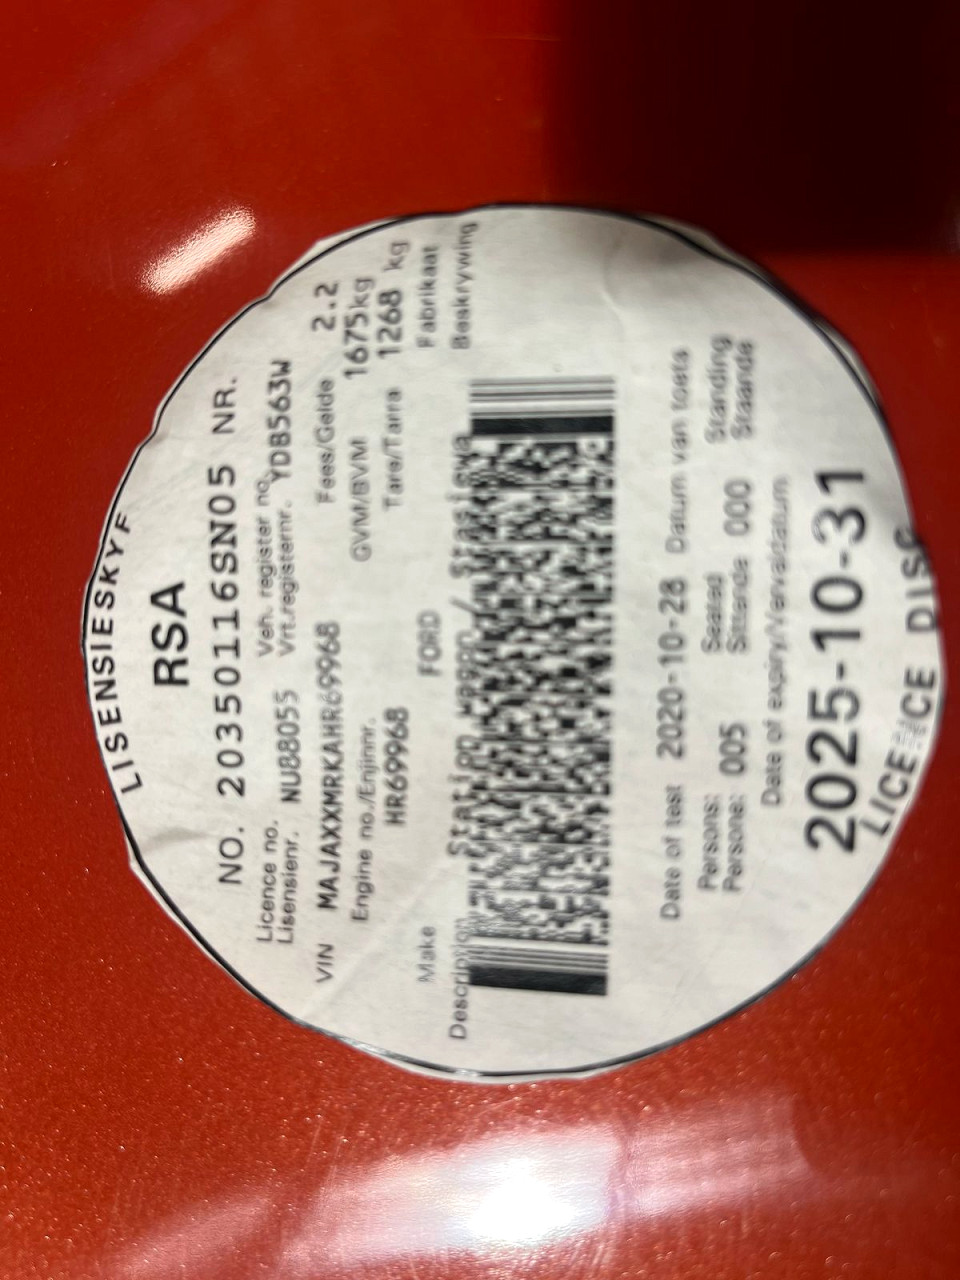 LISENSIESKYF
RSA
NO. 20350116SN05 NR.
Licence no. Veh. register no.
Lisensienr. NU88055 Vrt.registernr. YDB563W
VIN MAJAXXMRKAHR69968 Fees/Gelde 2.2
Engine no./Enjinnr. GVM/BVM 1675kg
HR69968 Tare/Tarra 1268 kg
Make FORD Fabrikaat
Description Station wagon / Stasiewa Beskrywing
Date of test 2020-10-28 Datum van toets
Persons: Seated Standing
Persone: 005 Sittende 000 Staande
Date of expiry/Vervaldatum
2025-10-31
LICENCE DISC